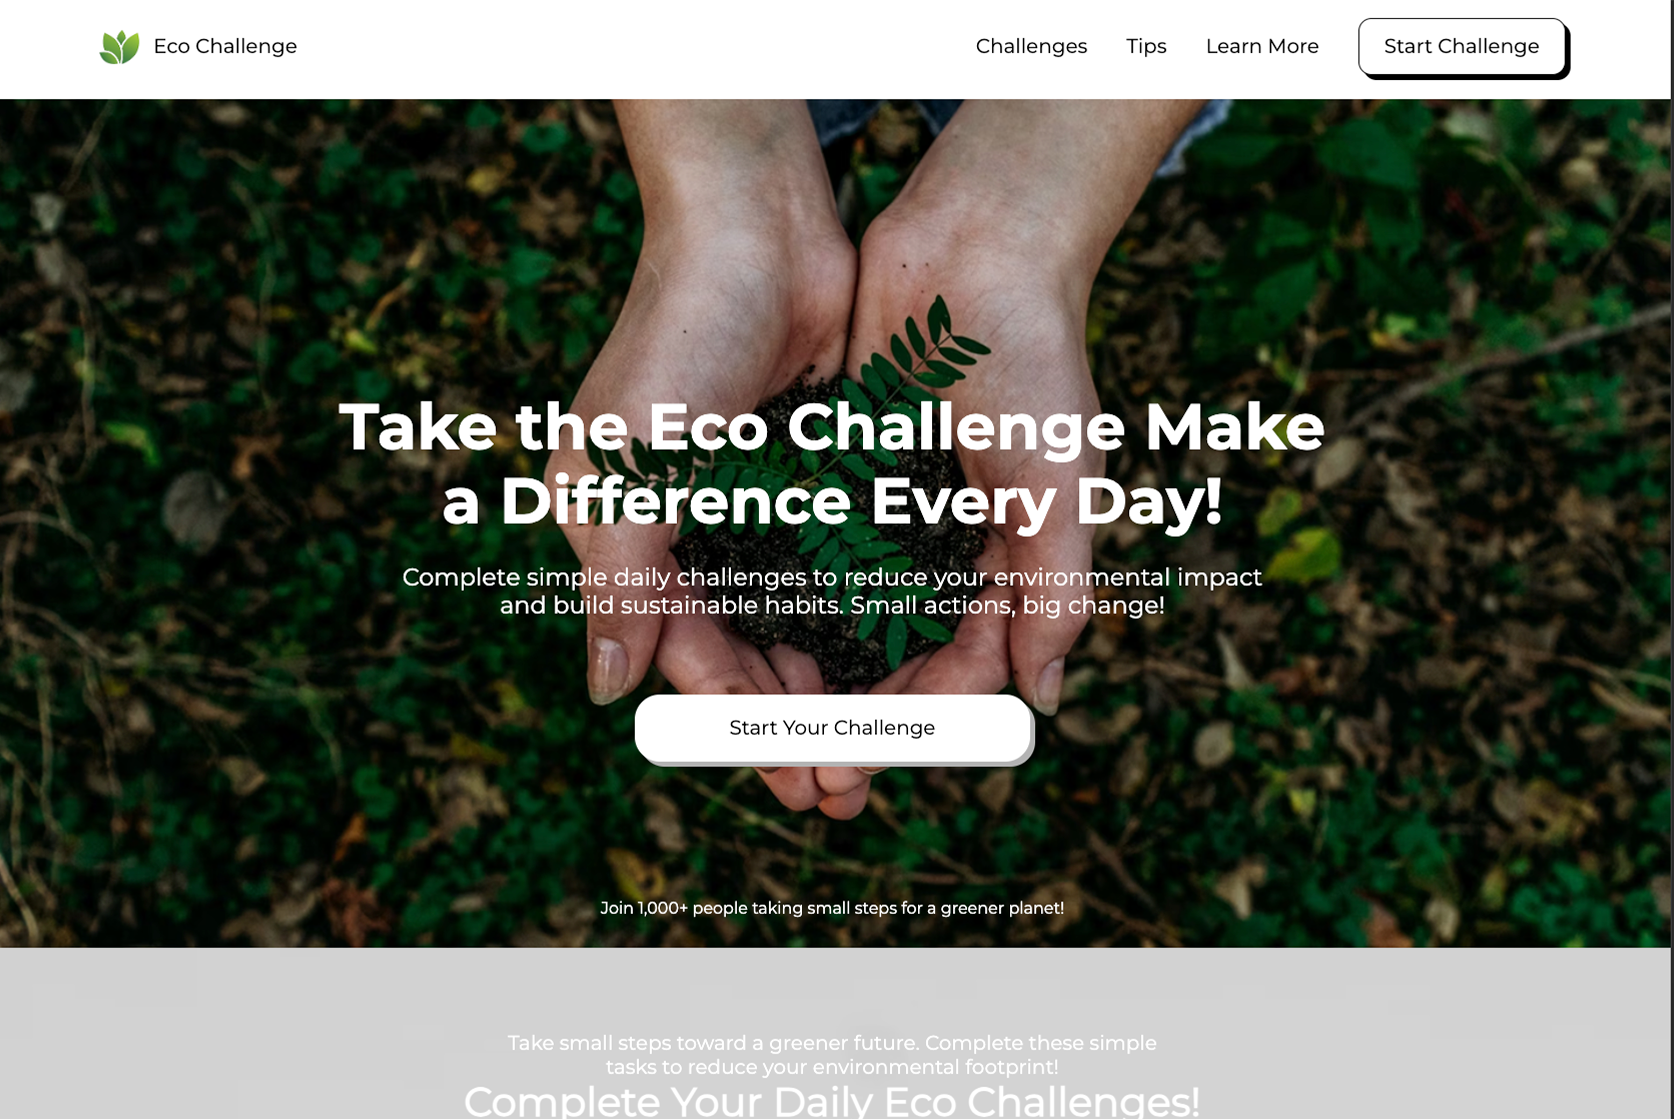 Eco Challenge
Challenges
Tips
Learn More
Start Challenge
Take the Eco Challenge Make
a Difference Every Day!
Complete simple daily challenges to reduce your environmental impact
and build sustainable habits. Small actions, big change!
Start Your Challenge
Join 1,000+ people taking small steps for a greener planet!
Take small steps toward a greener future. Complete these simple
tasks to reduce your environmental footprint!
Complete Your Daily Eco Challenges!